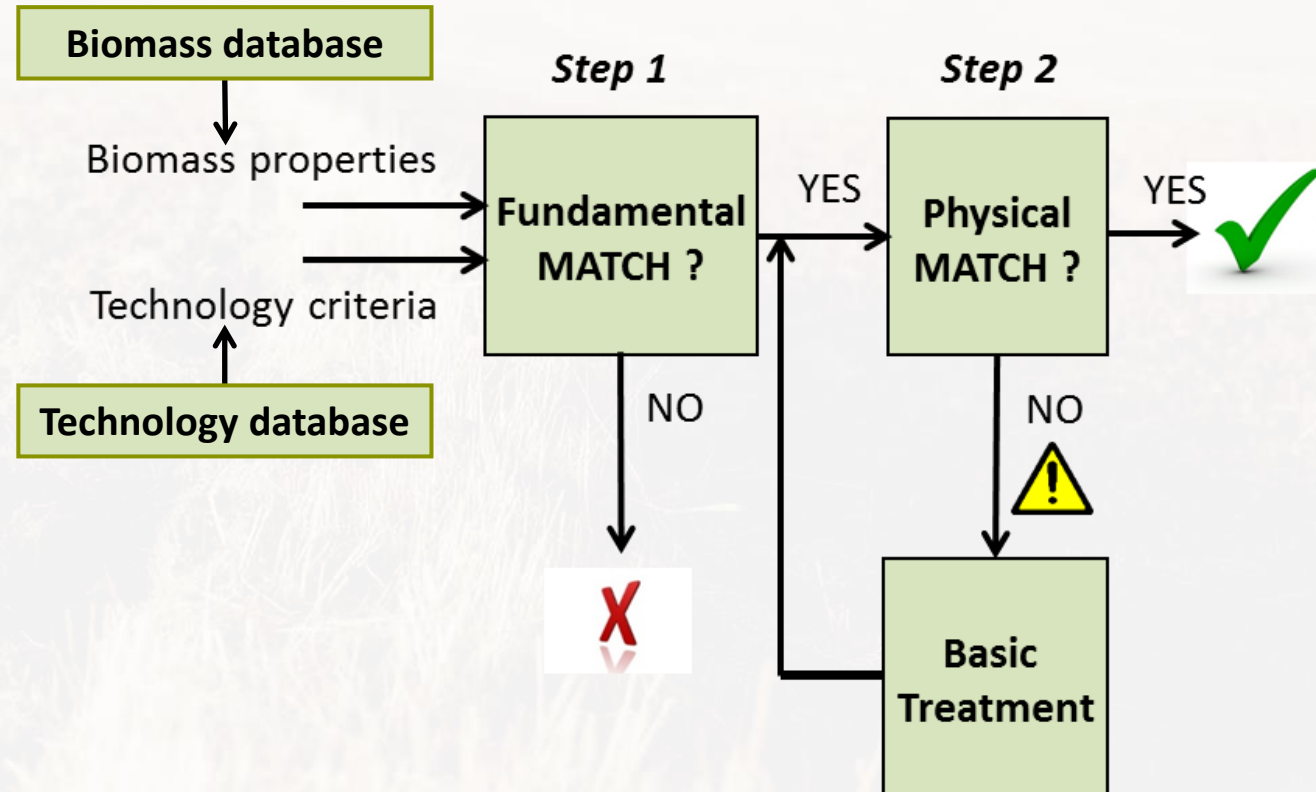 Biomass database
Step 1
Step 2
Biomass properties
Fundamental
MATCH ?
YES
Physical
MATCH ?
YES
Technology criteria
Technology database
NO
NO
!
X
Basic
Treatment